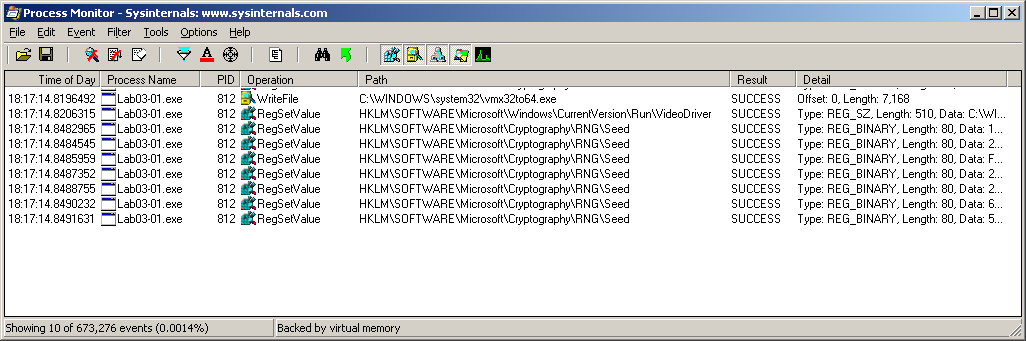 Process Monitor - Sysinternals: www.sysinternals.com
File Edit Event Filter Tools Options Help
Time of Day Process Name PID Operation Path Result Detail
18:17:14.8196492 Lab03-01.exe 812 WriteFile C:\WINDOWS\system32\vmx32to64.exe SUCCESS Offset: 0, Length: 7,168
18:17:14.8206315 Lab03-01.exe 812 RegSetValue HKLM\SOFTWARE\Microsoft\Windows\CurrentVersion\Run\VideoDriver SUCCESS Type: REG_SZ, Length: 510, Data: C:\WI...
18:17:14.8482965 Lab03-01.exe 812 RegSetValue HKLM\SOFTWARE\Microsoft\Cryptography\RNG\Seed SUCCESS Type: REG_BINARY, Length: 80, Data: 1...
18:17:14.8484545 Lab03-01.exe 812 RegSetValue HKLM\SOFTWARE\Microsoft\Cryptography\RNG\Seed SUCCESS Type: REG_BINARY, Length: 80, Data: 2...
18:17:14.8485959 Lab03-01.exe 812 RegSetValue HKLM\SOFTWARE\Microsoft\Cryptography\RNG\Seed SUCCESS Type: REG_BINARY, Length: 80, Data: F...
18:17:14.8487352 Lab03-01.exe 812 RegSetValue HKLM\SOFTWARE\Microsoft\Cryptography\RNG\Seed SUCCESS Type: REG_BINARY, Length: 80, Data: 2...
18:17:14.8488755 Lab03-01.exe 812 RegSetValue HKLM\SOFTWARE\Microsoft\Cryptography\RNG\Seed SUCCESS Type: REG_BINARY, Length: 80, Data: 2...
18:17:14.8490232 Lab03-01.exe 812 RegSetValue HKLM\SOFTWARE\Microsoft\Cryptography\RNG\Seed SUCCESS Type: REG_BINARY, Length: 80, Data: 6...
18:17:14.8491631 Lab03-01.exe 812 RegSetValue HKLM\SOFTWARE\Microsoft\Cryptography\RNG\Seed SUCCESS Type: REG_BINARY, Length: 80, Data: 5...
Showing 10 of 673,276 events (0.0014%) Backed by virtual memory